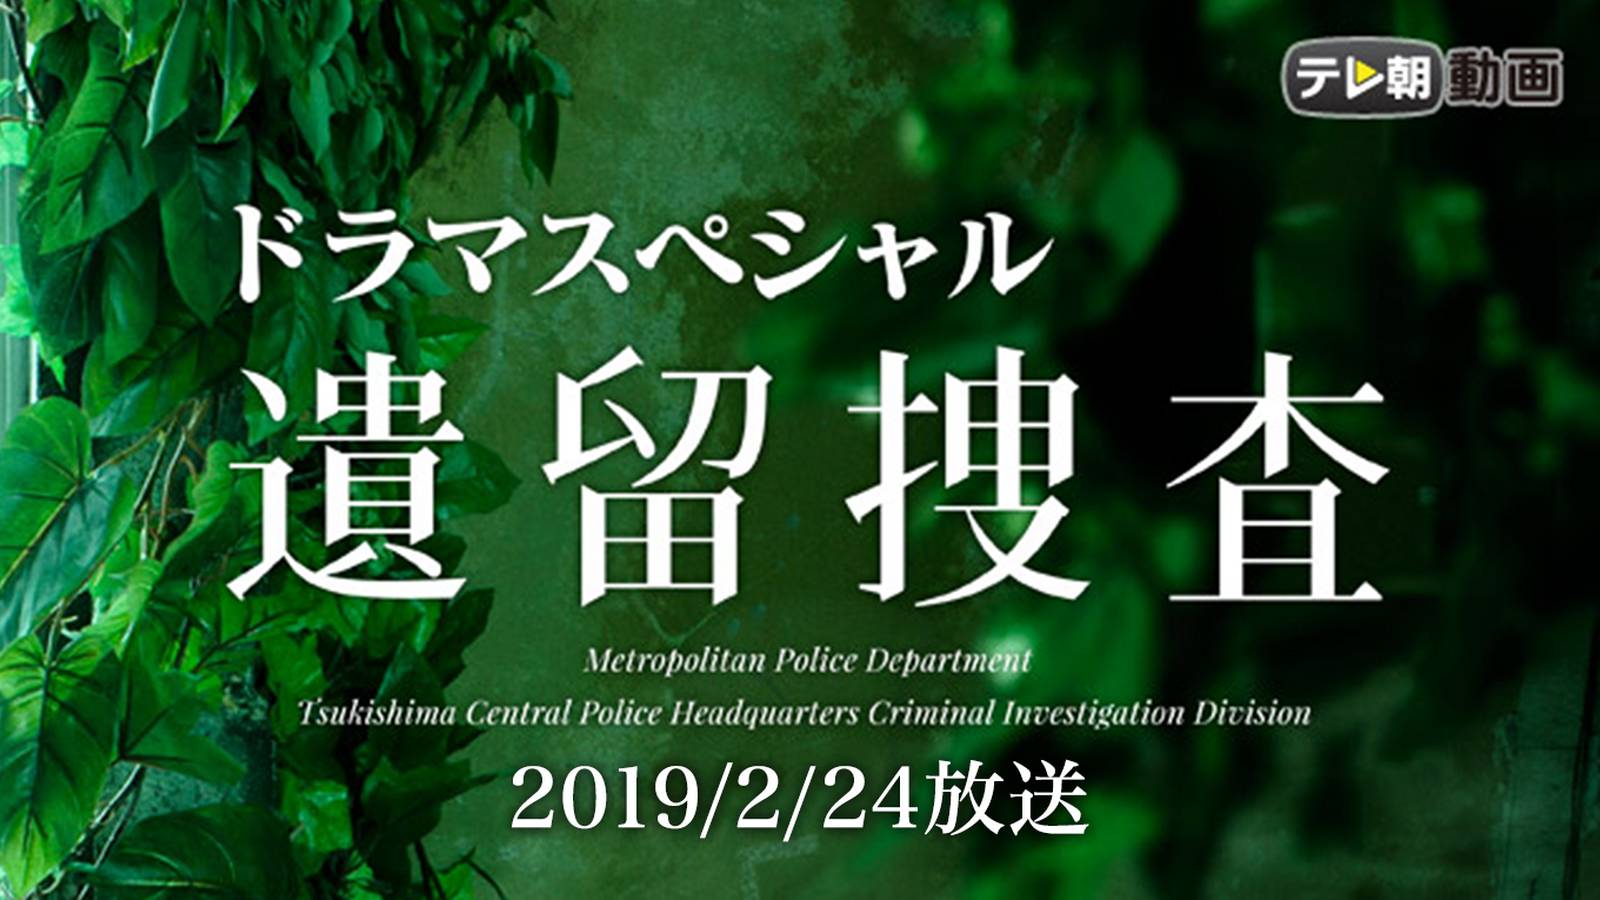 テレ朝動画
ドラマスペシャル
遺留捜査
Metropolitan Police Department
Tsukishima Central Police Headquarters Criminal Investigation Division
2019/2/24放送